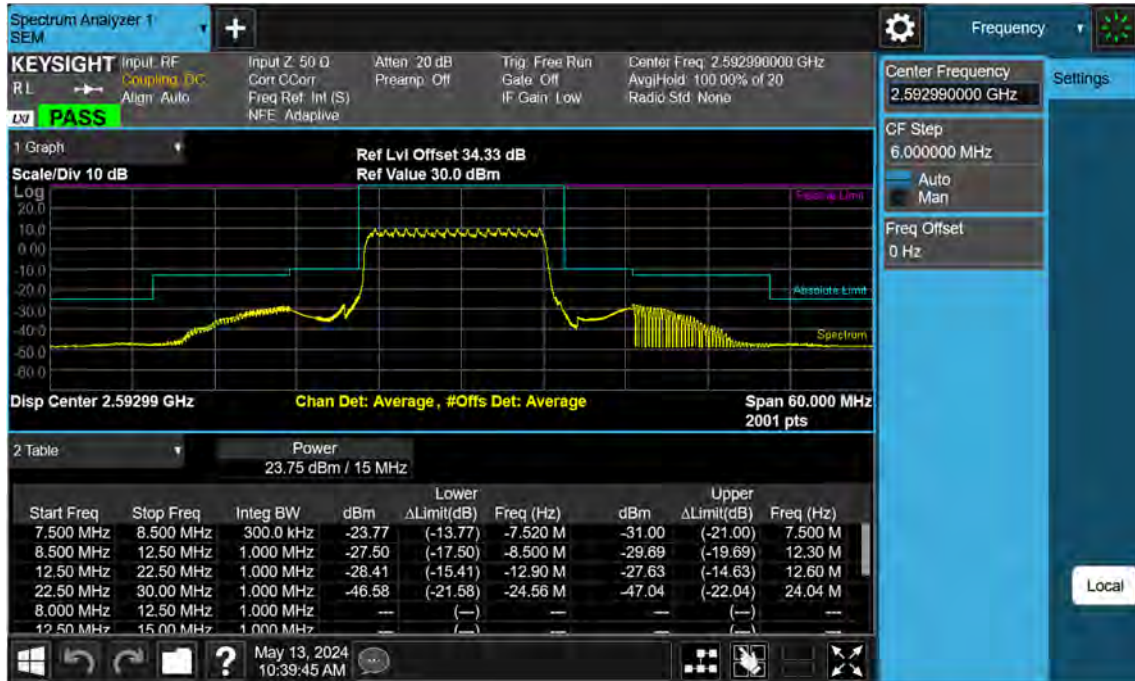 Spectrum Analyzer 1
SEM
Frequency
KEYSIGHT
RL
LXI
PASS
Input: RF
Coupling: DC
Align: Auto
Input Z: 50 Ω
Corr CCorr
Freq Ref: Int (S)
NFE: Adaptive
Atten: 20 dB
Preamp: Off
Trig: Free Run
Gate: Off
IF Gain: Low
Center Freq: 2.592990000 GHz
Avg|Hold: 100.00% of 20
Radio Std: None
Center Frequency
2.592990000 GHz
Settings
CF Step
6.000000 MHz
Auto
Man
Freq Offset
0 Hz
1 Graph
Scale/Div 10 dB
Ref Lvl Offset 34.33 dB
Ref Value 30.0 dBm
Log
20.0
10.0
0.00
-10.0
-20.0
-30.0
-40.0
-50.0
-60.0
Relative Limit
Absolute Limit
Spectrum
Disp Center 2.59299 GHz
Chan Det: Average, #Offs Det: Average
Span 60.000 MHz
2001 pts
2 Table
Power
23.75 dBm / 15 MHz
Lower Upper
Start Freq Stop Freq Integ BW dBm ΔLimit(dB) Freq (Hz) dBm ΔLimit(dB) Freq (Hz)
7.500 MHz 8.500 MHz 300.0 kHz -23.77 (-13.77) -7.520 M -31.00 (-21.00) 7.500 M
8.500 MHz 12.50 MHz 1.000 MHz -27.50 (-17.50) -8.500 M -29.69 (-19.69) 12.30 M
12.50 MHz 22.50 MHz 1.000 MHz -28.41 (-15.41) -12.90 M -27.63 (-14.63) 12.60 M
22.50 MHz 30.00 MHz 1.000 MHz -46.58 (-21.58) -24.56 M -47.04 (-22.04) 24.04 M
8.000 MHz 12.50 MHz 1.000 MHz --- (---) --- --- (---) ---
12.50 MHz 15.00 MHz 1.000 MHz --- (---) --- --- (---) ---
Local
?
May 13, 2024
10:39:45 AM